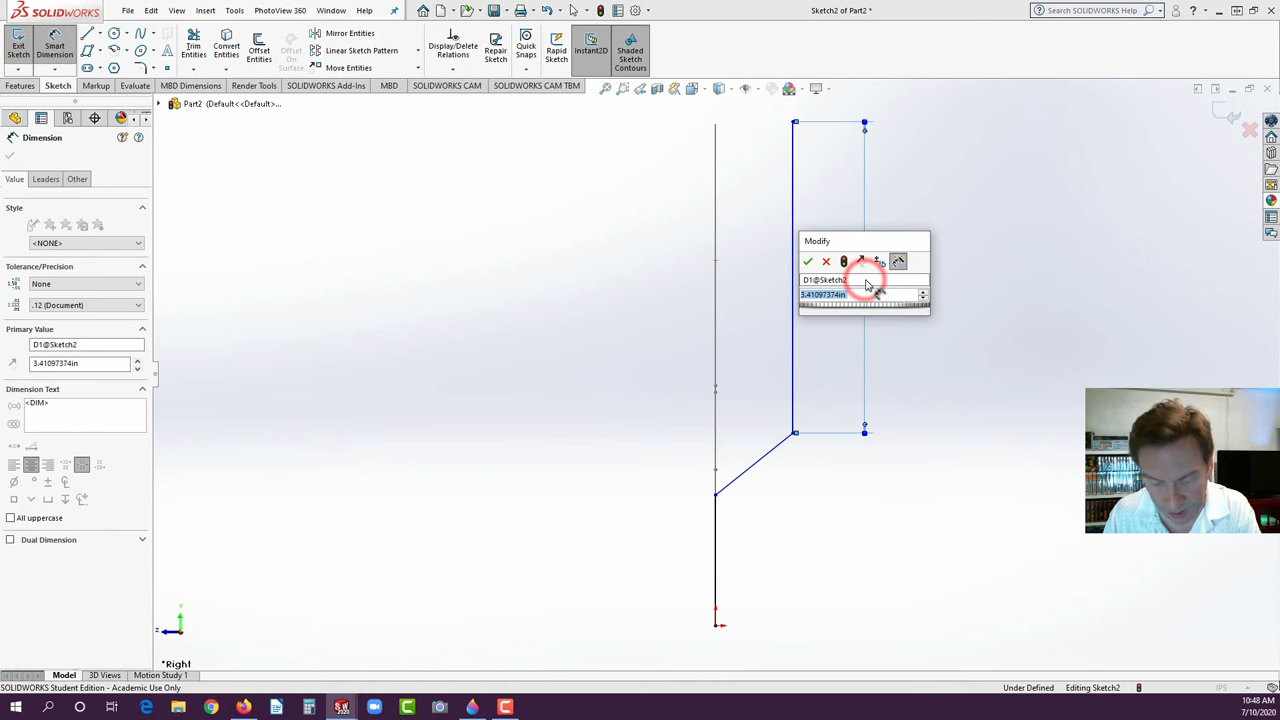 SOLIDWORKS File Edit View Insert Tools PhotoView 360 Window Help Sketch2 of Part2 * Search SOLIDWORKS Help
Exit Sketch Smart Dimension Trim Entities Convert Entities Offset Entities Offset On Surface Mirror Entities Linear Sketch Pattern Move Entities Display/Delete Relations Repair Sketch Quick Snaps Rapid Sketch Instant2D Shaded Sketch Contours
Features Sketch Markup Evaluate MBD Dimensions Render Tools SOLIDWORKS Add-Ins MBD SOLIDWORKS CAM SOLIDWORKS CAM TBM
Part2 (Default<<Default>...
Dimension
Value Leaders Other
Style
<NONE>
Tolerance/Precision
None
.12 (Document)
Primary Value
D1@Sketch2
3.41097374in
Dimension Text
<DIM>
All uppercase
Dual Dimension
Modify
D1@Sketch2
3.41097374in
Y
Z
*Right
Model 3D Views Motion Study 1
SOLIDWORKS Student Edition - Academic Use Only Under Defined Editing Sketch2 IPS
10:48 AM
7/10/2020